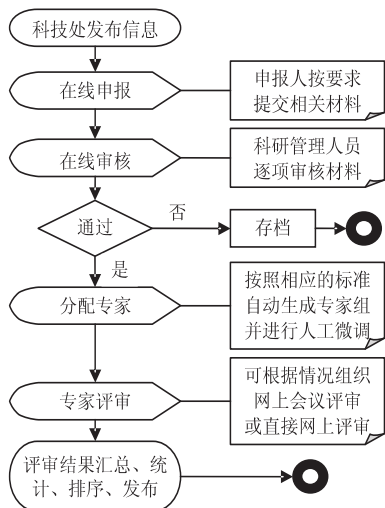 科技处发布信息
在线申报
申报人按要求
提交相关材料
在线审核
科研管理人员
逐项审核材料
通过
否
存档
是
分配专家
按照相应的标准
自动生成专家组
并进行人工微调
专家评审
可根据情况组织
网上会议评审
或直接网上评审
评审结果汇总、统
计、排序、发布